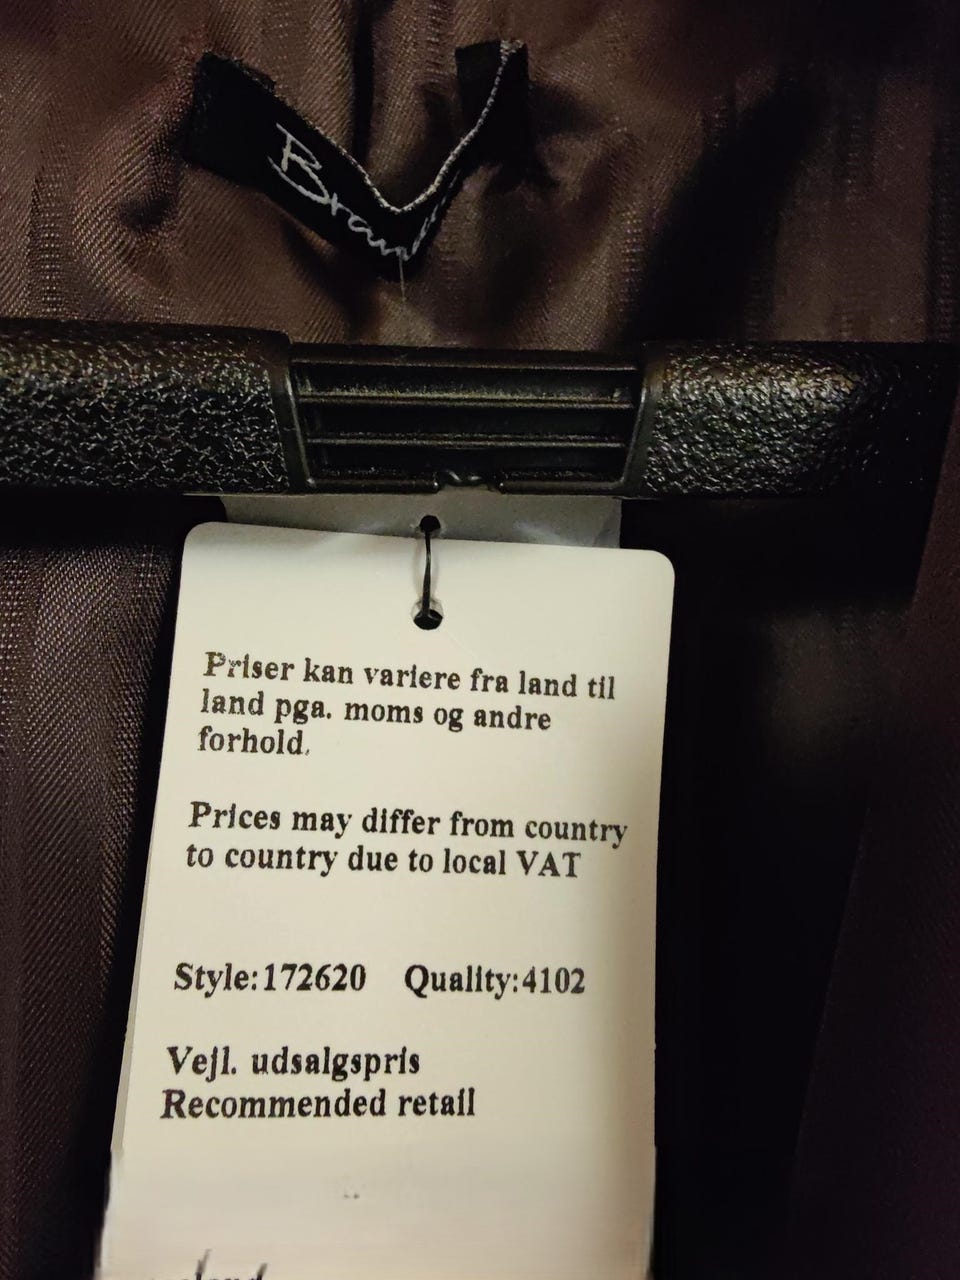 Priser kan variere fra land til
land pga. moms og andre
forhold.
Prices may differ from country
to country due to local VAT
Style:172620 Quality:4102
Vejl. udsalgspris
Recommended retail